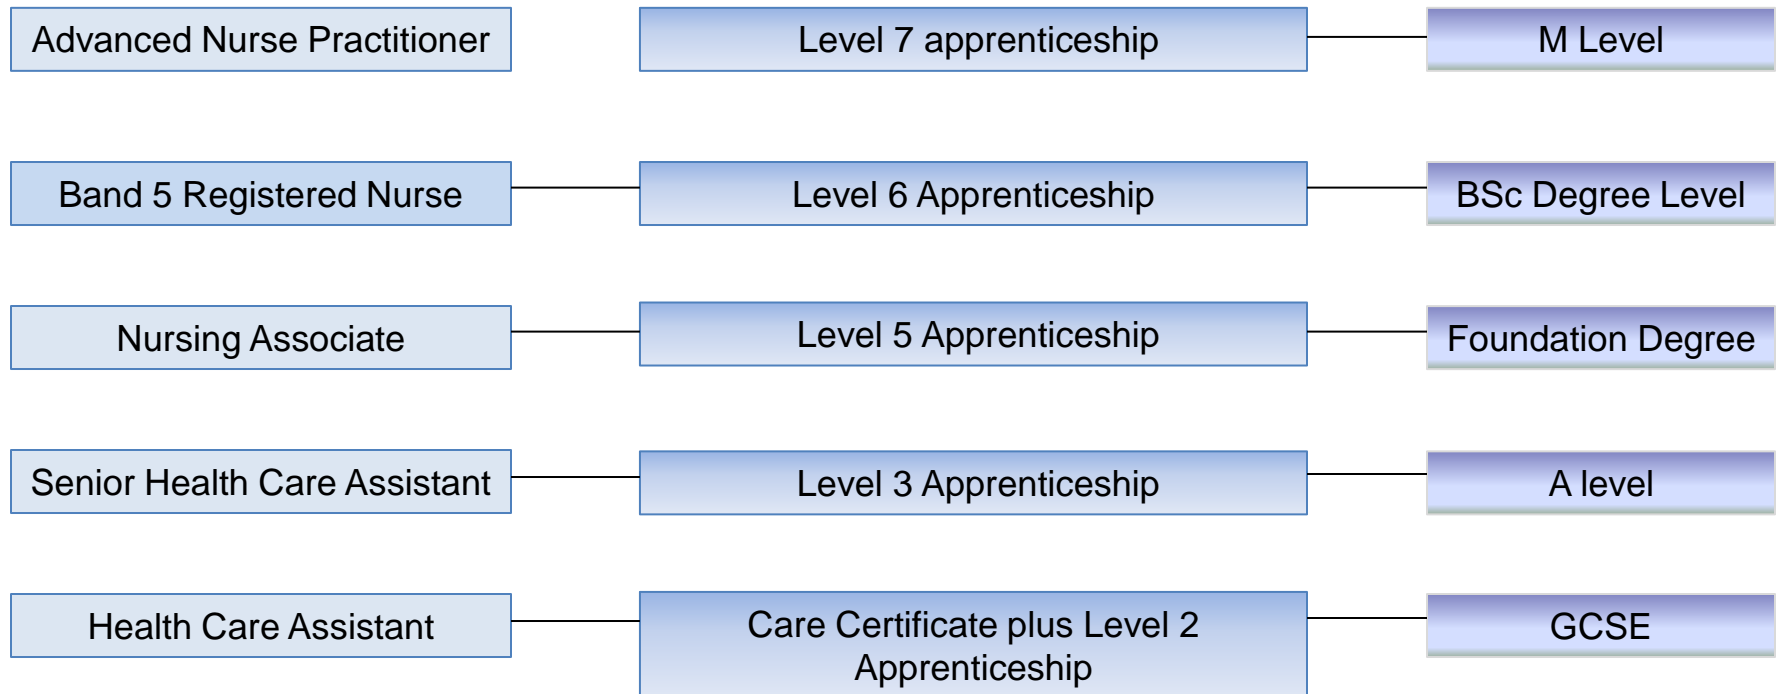 Advanced Nurse Practitioner
Level 7 apprenticeship
M Level
Band 5 Registered Nurse
Level 6 Apprenticeship
BSc Degree Level
Nursing Associate
Level 5 Apprenticeship
Foundation Degree
Senior Health Care Assistant
Level 3 Apprenticeship
A level
Health Care Assistant
Care Certificate plus Level 2
Apprenticeship
GCSE